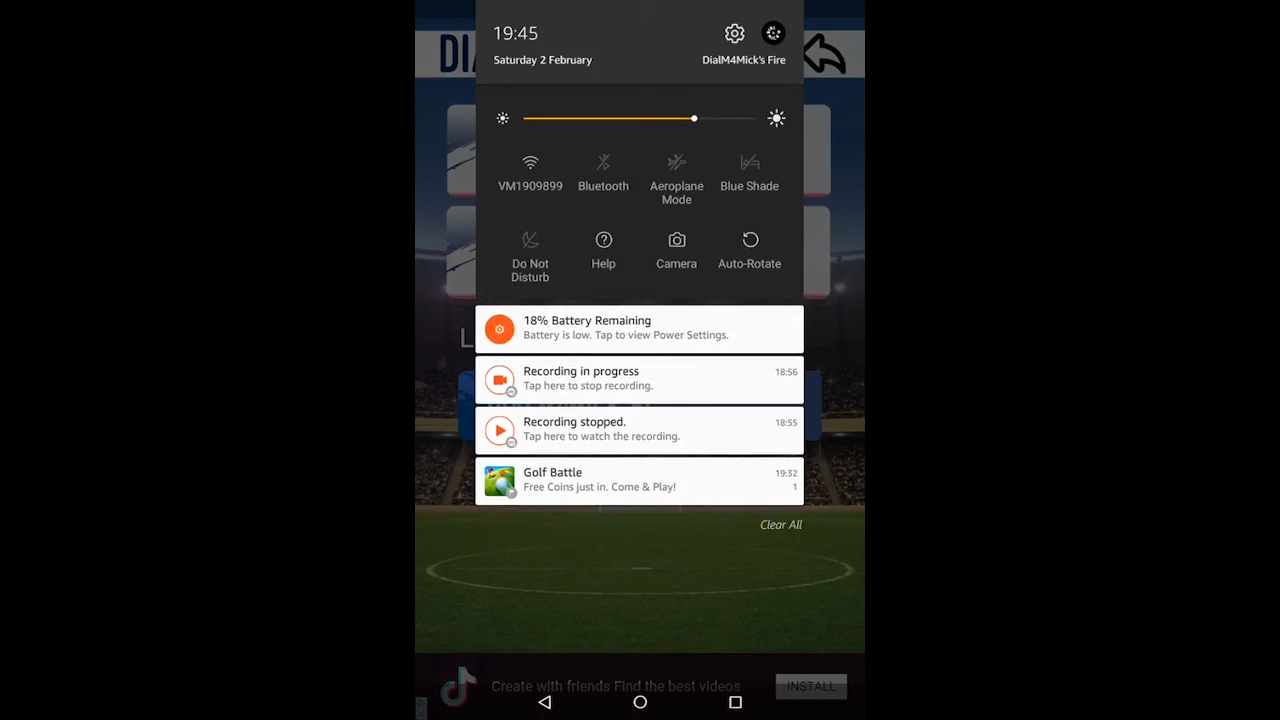 19:45
Saturday 2 February
DialM4Mick's Fire
DIA
VM1909899
Bluetooth
Aeroplane
Mode
Blue Shade
Do Not
Disturb
Help
Camera
Auto-Rotate
18% Battery Remaining
Battery is low. Tap to view Power Settings.
Recording in progress
18:56
Tap here to stop recording.
Recording stopped.
18:55
Tap here to watch the recording.
Golf Battle
19:32
Free Coins just in. Come & Play!
1
Clear All
Create with friends Find the best videos
INSTALL